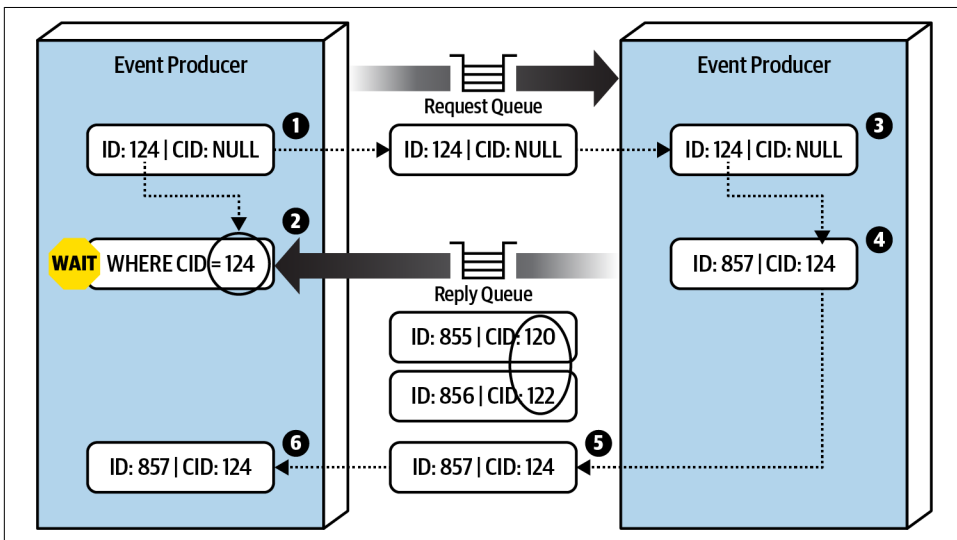 Event Producer
Event Producer
Request Queue
1
3
ID: 124 | CID: NULL
ID: 124 | CID: NULL
ID: 124 | CID: NULL
2
4
WAIT WHERE CID = 124
ID: 857 | CID: 124
Reply Queue
ID: 855 | CID: 120
ID: 856 | CID: 122
6
5
ID: 857 | CID: 124
ID: 857 | CID: 124